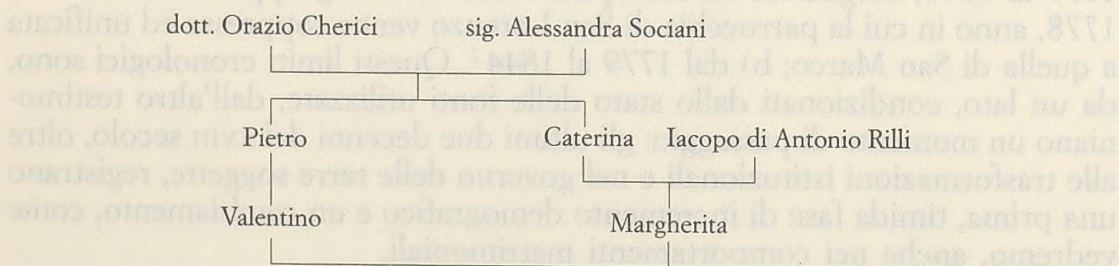 dott. Orazio Cherici sig. Alessandra Sociani
Pietro Caterina Iacopo di Antonio Rilli
Valentino Margherita